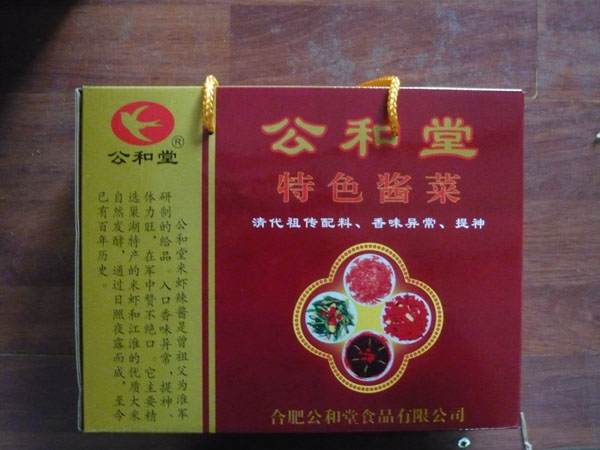 公和堂
®
公和堂米虾辣酱是曾祖父为淮军
研制的给品。入口香味异常，提神、
体力旺，在军中赞不绝口。它主要精
选巢湖特产的米虾和江淮的优质大米
自然发酵，通过日照夜露而成，至今
已有百年历史。
公和堂
特色酱菜
清代祖传配料、香味异常、提神
合肥公和堂食品有限公司